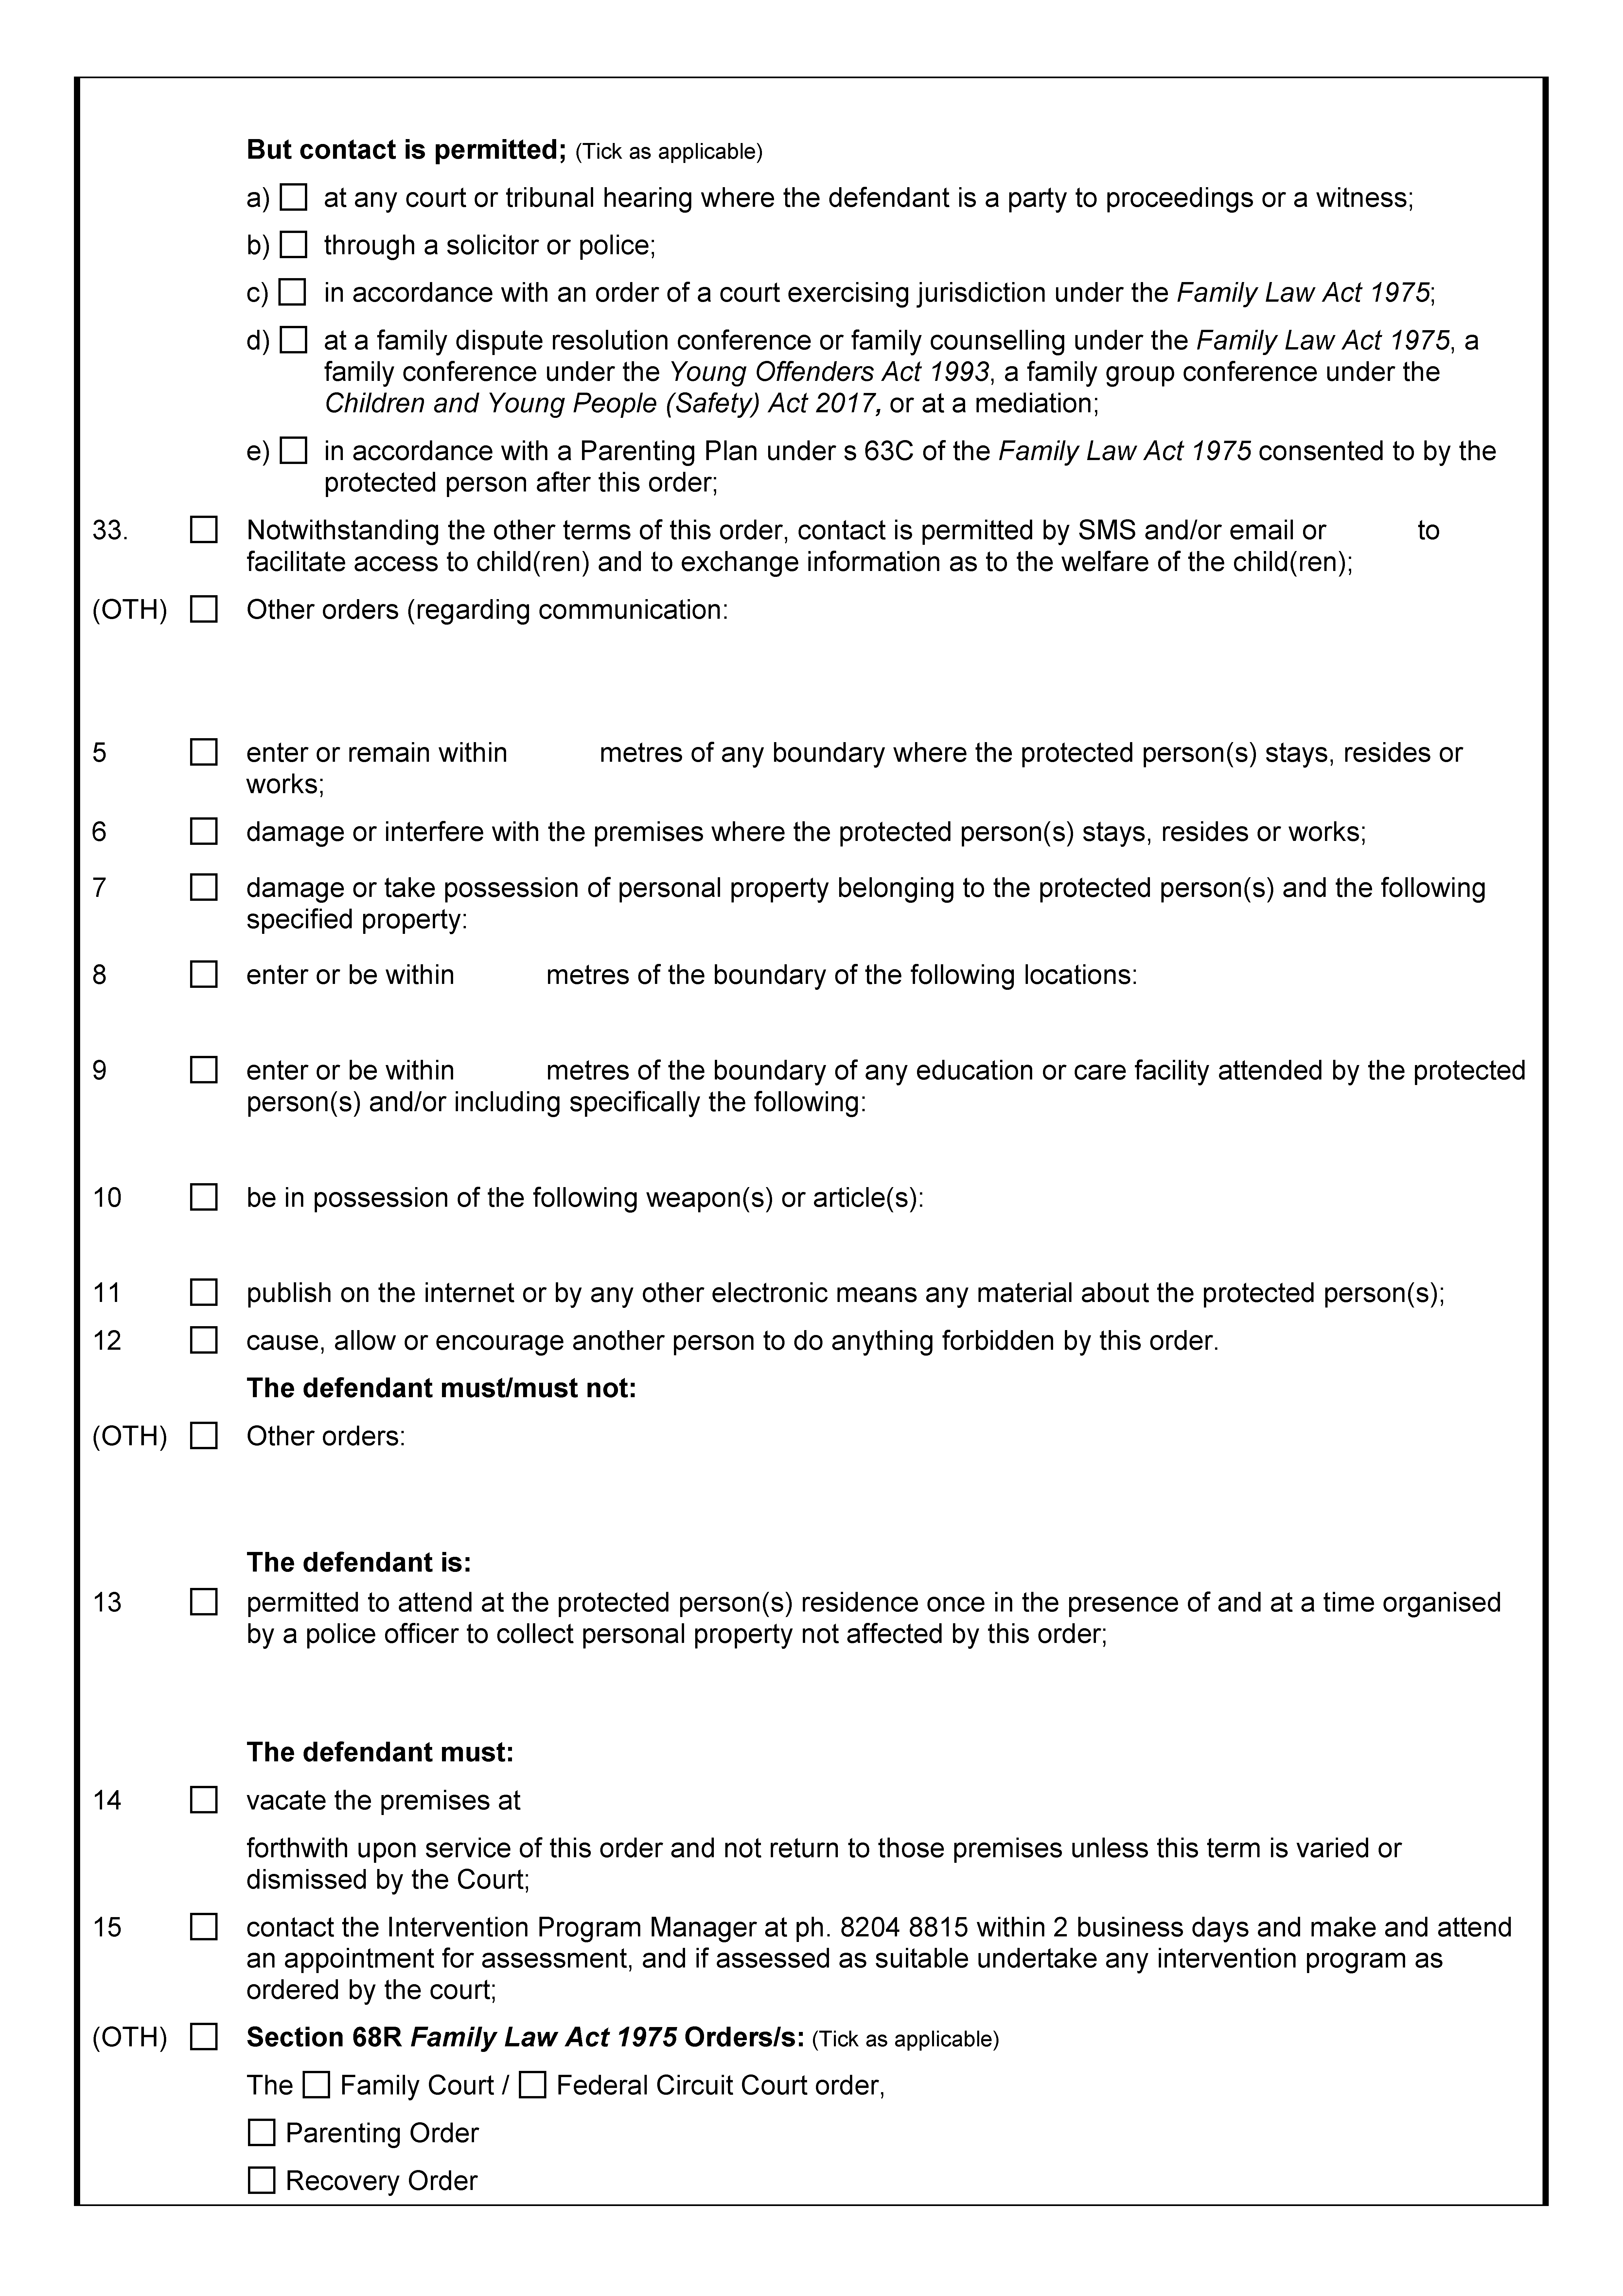 But contact is permitted; (Tick as applicable)
a) ☐ at any court or tribunal hearing where the defendant is a party to proceedings or a witness;
b) ☐ through a solicitor or police;
c) ☐ in accordance with an order of a court exercising jurisdiction under the Family Law Act 1975;
d) ☐ at a family dispute resolution conference or family counselling under the Family Law Act 1975, a
family conference under the Young Offenders Act 1993, a family group conference under the
Children and Young People (Safety) Act 2017, or at a mediation;
e) ☐ in accordance with a Parenting Plan under s 63C of the Family Law Act 1975 consented to by the
protected person after this order;
33. ☐ Notwithstanding the other terms of this order, contact is permitted by SMS and/or email or to
facilitate access to child(ren) and to exchange information as to the welfare of the child(ren);
(OTH) ☐ Other orders (regarding communication:
5 ☐ enter or remain within metres of any boundary where the protected person(s) stays, resides or
works;
6 ☐ damage or interfere with the premises where the protected person(s) stays, resides or works;
7 ☐ damage or take possession of personal property belonging to the protected person(s) and the following
specified property:
8 ☐ enter or be within metres of the boundary of the following locations:
9 ☐ enter or be within metres of the boundary of any education or care facility attended by the protected
person(s) and/or including specifically the following:
10 ☐ be in possession of the following weapon(s) or article(s):
11 ☐ publish on the internet or by any other electronic means any material about the protected person(s);
12 ☐ cause, allow or encourage another person to do anything forbidden by this order.
The defendant must/must not:
(OTH) ☐ Other orders:
The defendant is:
13 ☐ permitted to attend at the protected person(s) residence once in the presence of and at a time organised
by a police officer to collect personal property not affected by this order;
The defendant must:
14 ☐ vacate the premises at
forthwith upon service of this order and not return to those premises unless this term is varied or
dismissed by the Court;
15 ☐ contact the Intervention Program Manager at ph. 8204 8815 within 2 business days and make and attend
an appointment for assessment, and if assessed as suitable undertake any intervention program as
ordered by the court;
(OTH) ☐ Section 68R Family Law Act 1975 Orders/s: (Tick as applicable)
The ☐ Family Court / ☐ Federal Circuit Court order,
☐ Parenting Order
☐ Recovery Order